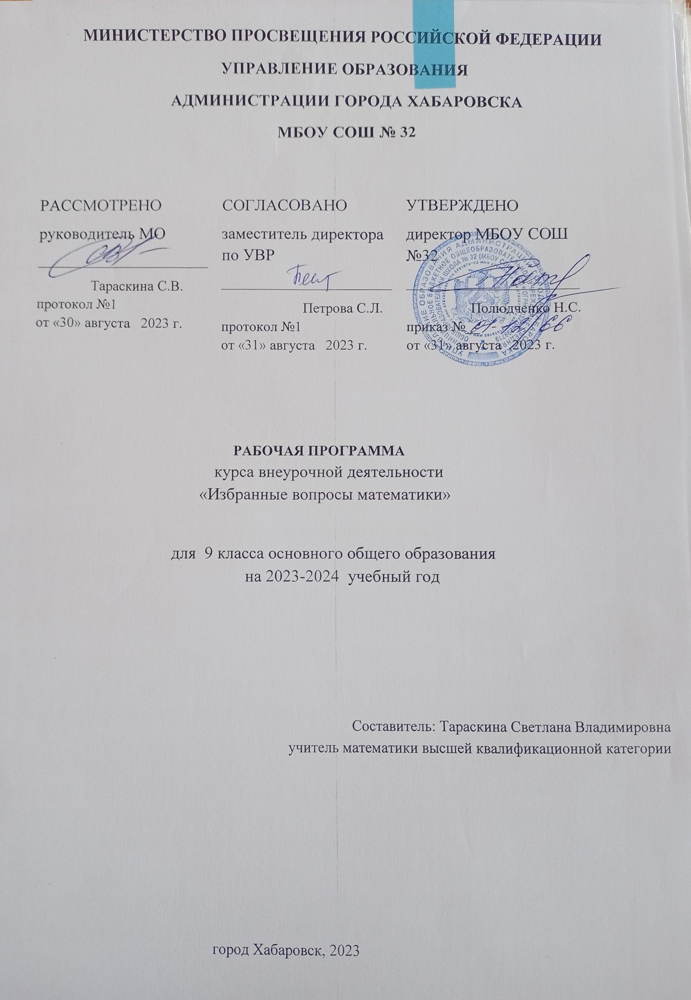 МИНИСТЕРСТВО ПРОСВЕЩЕНИЯ РОССИЙСКОЙ ФЕДЕРАЦИИ
УПРАВЛЕНИЕ ОБРАЗОВАНИЯ
АДМИНИСТРАЦИИ ГОРОДА ХАБАРОВСКА
МБОУ СОШ № 32
РАССМОТРЕНО
руководитель МО
Тараскина С.В.
протокол №1
от «30» августа 2023 г.
СОГЛАСОВАНО
заместитель директора
по УВР
Петрова С.Л.
протокол №1
от «31» августа 2023 г.
УТВЕРЖДЕНО
директор МБОУ СОШ
№32
Полюдченко Н.С.
приказ №
от «31» августа 2023 г.
РАБОЧАЯ ПРОГРАММА
курса внеурочной деятельности
«Избранные вопросы математики»
для 9 класса основного общего образования
на 2023-2024 учебный год
Составитель: Тараскина Светлана Владимировна
учитель математики высшей квалификационной категории
город Хабаровск, 2023